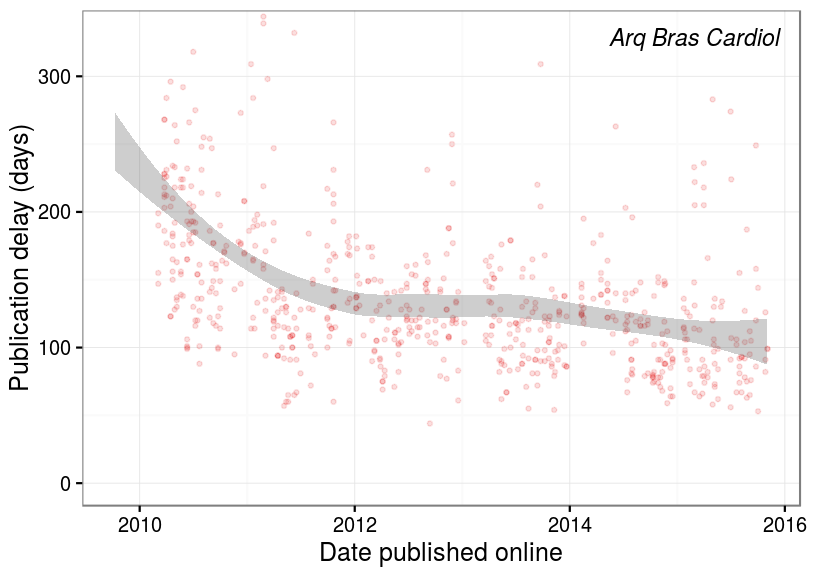 Arq Bras Cardiol
Publication delay (days)
300
200
100
0
2010 2012 2014 2016
Date published online